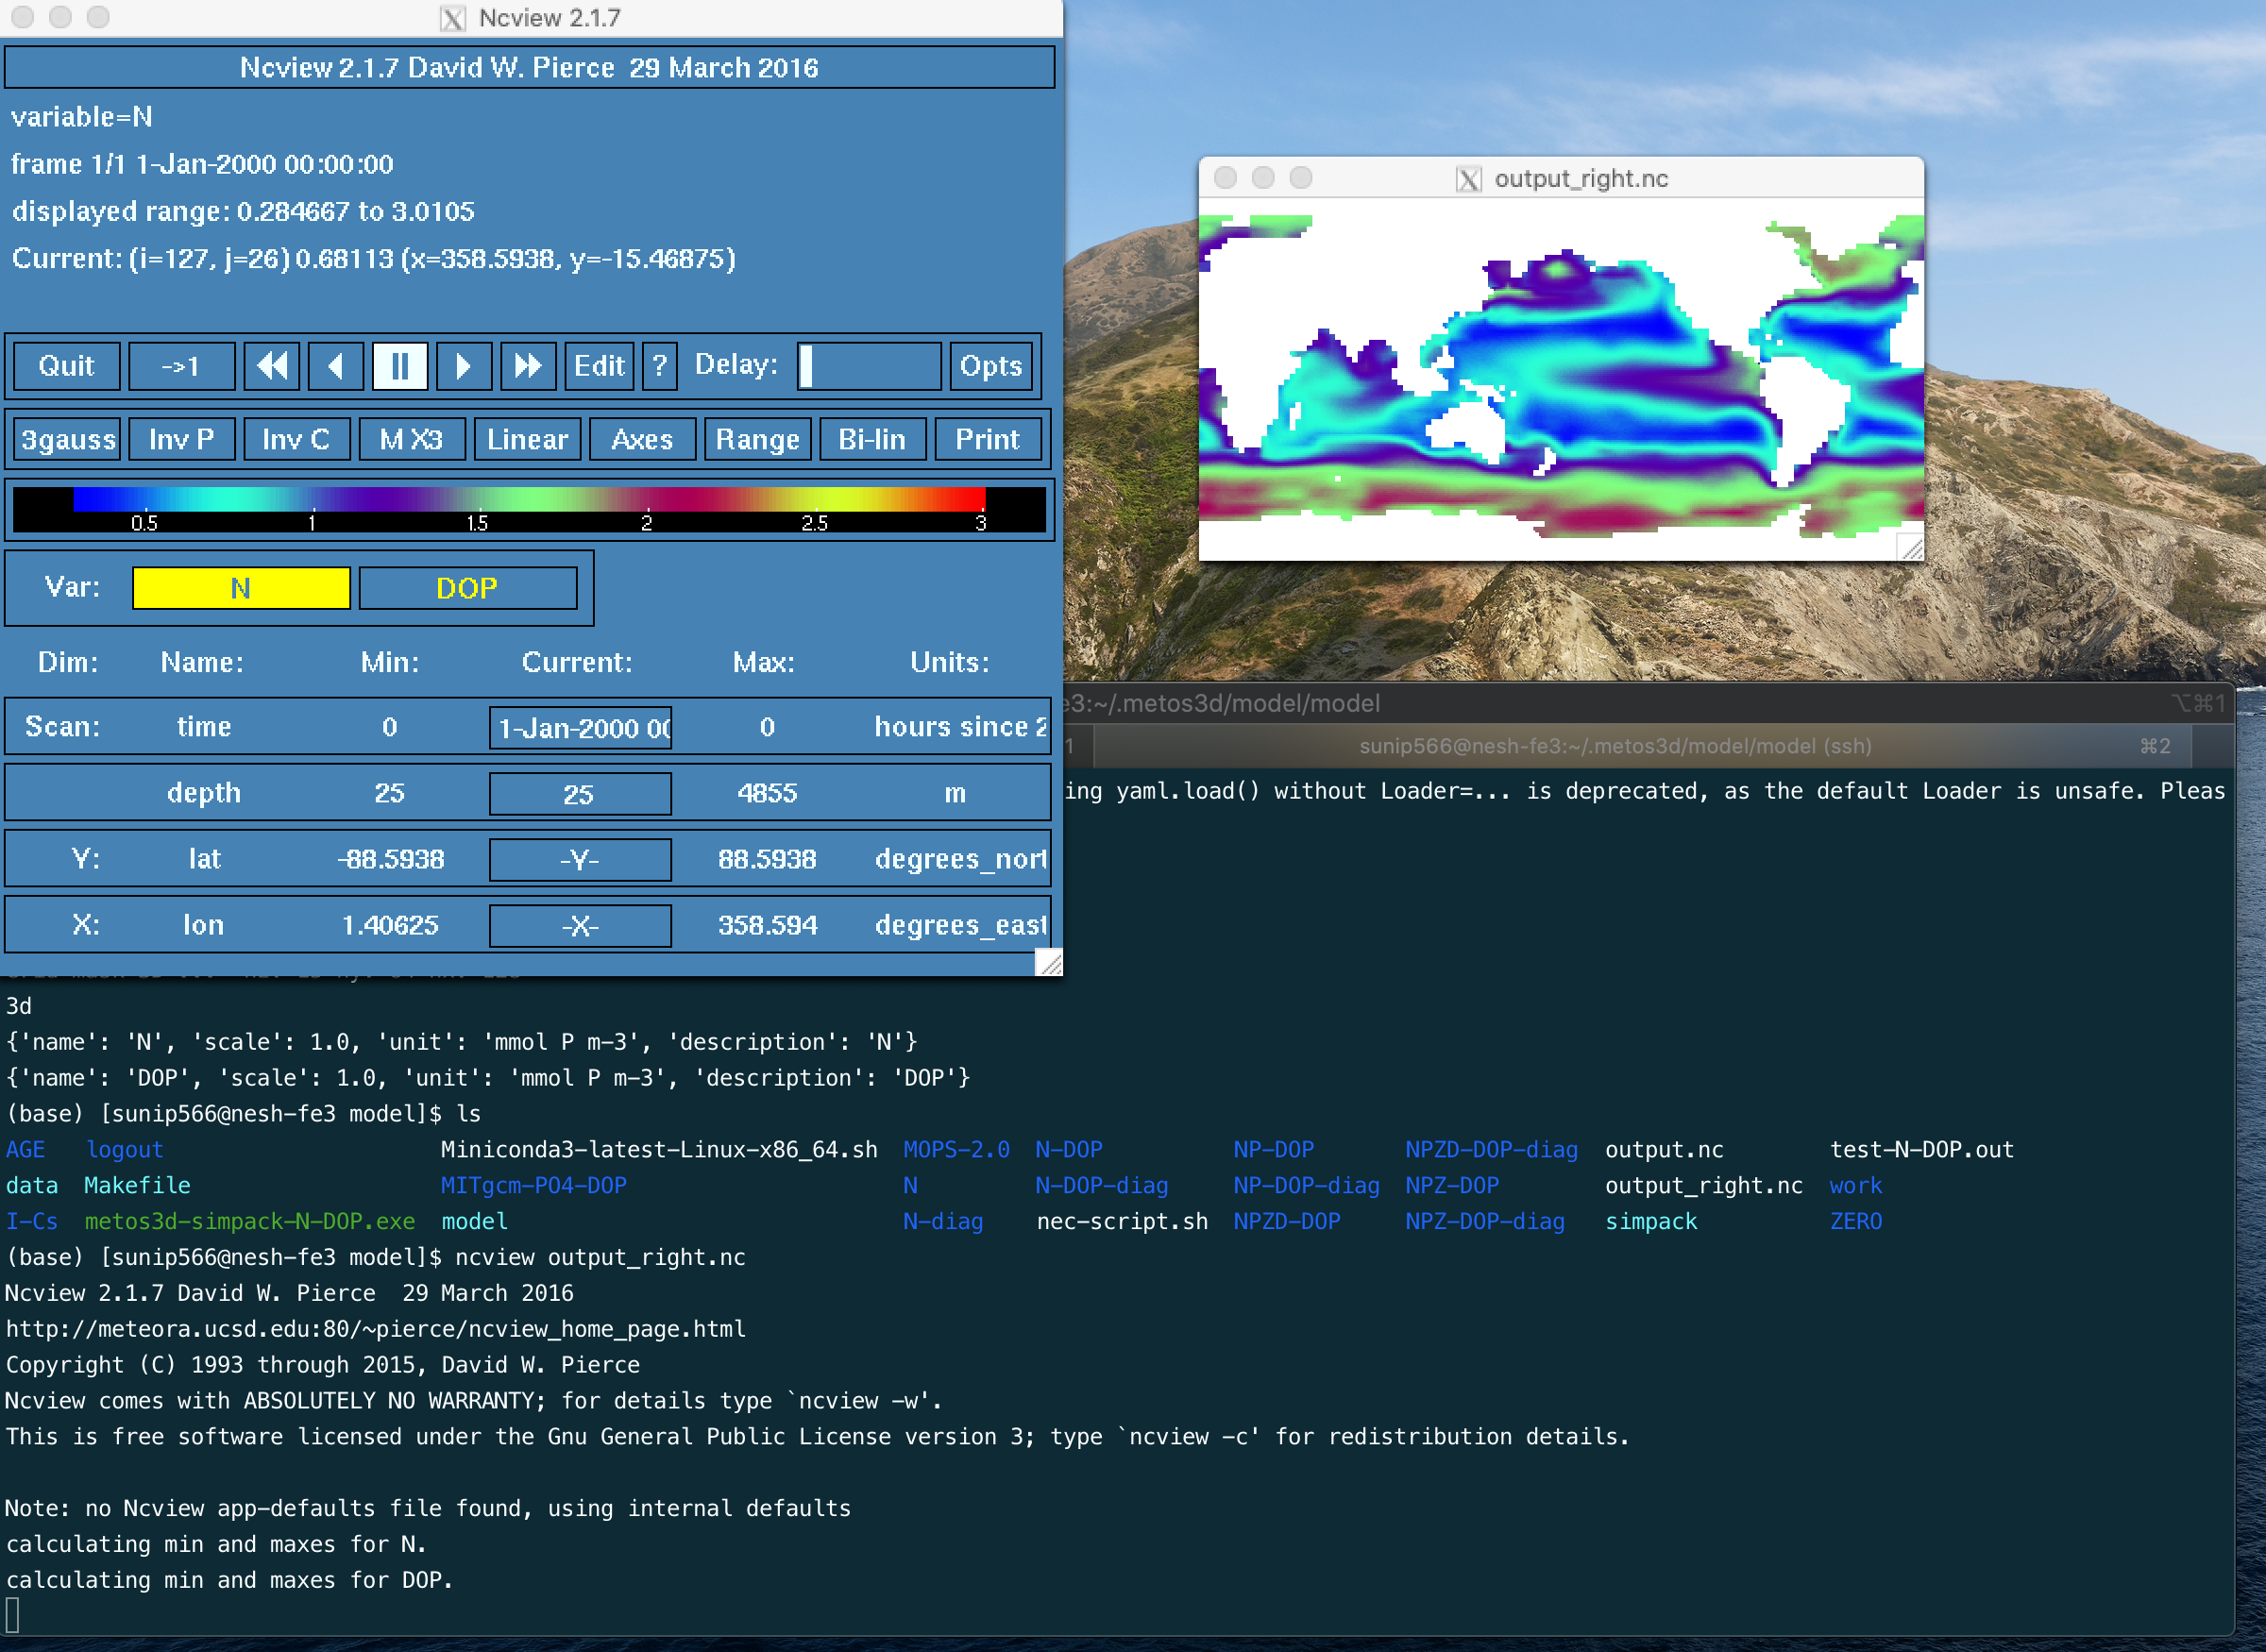 Ncview 2.1.7
Ncview 2.1.7 David W. Pierce  29 March 2016
variable=N
frame 1/1 1-Jan-2000 00:00:00
displayed range: 0.284667 to 3.0105
Current: (i=127, j=26) 0.68113 (x=358.5938, y=-15.46875)
Quit ->1 Edit ? Delay: Opts
3gauss Inv P Inv C M X3 Linear Axes Range Bi-lin Print
0.5 1 1.5 2 2.5 3
Var: N DOP
Dim: Name: Min: Current: Max: Units:
Scan: time 0 1-Jan-2000 00 0 hours since 2
depth 25 25 4855 m
Y: lat -88.5938 -Y- 88.5938 degrees_nort
X: lon 1.40625 -X- 358.594 degrees_east
output_right.nc
e3:~/.metos3d/model/model ⌥⌘1
1 sunip566@nesh-fe3:~/.metos3d/model/model (ssh) ⌘2
ing yaml.load() without Loader=... is deprecated, as the default Loader is unsafe. Pleas
3d
{'name': 'N', 'scale': 1.0, 'unit': 'mmol P m-3', 'description': 'N'}
{'name': 'DOP', 'scale': 1.0, 'unit': 'mmol P m-3', 'description': 'DOP'}
(base) [sunip566@nesh-fe3 model]$ ls
AGE logout Miniconda3-latest-Linux-x86_64.sh MOPS-2.0 N-DOP NP-DOP NPZD-DOP-diag output.nc test-N-DOP.out
data Makefile MITgcm-PO4-DOP N N-DOP-diag NP-DOP-diag NPZ-DOP output_right.nc work
I-Cs metos3d-simpack-N-DOP.exe model N-diag nec-script.sh NPZD-DOP NPZ-DOP-diag simpack ZERO
(base) [sunip566@nesh-fe3 model]$ ncview output_right.nc
Ncview 2.1.7 David W. Pierce  29 March 2016
http://meteora.ucsd.edu:80/~pierce/ncview_home_page.html
Copyright (C) 1993 through 2015, David W. Pierce
Ncview comes with ABSOLUTELY NO WARRANTY; for details type `ncview -w'.
This is free software licensed under the Gnu General Public License version 3; type `ncview -c' for redistribution details.
Note: no Ncview app-defaults file found, using internal defaults
calculating min and maxes for N.
calculating min and maxes for DOP.